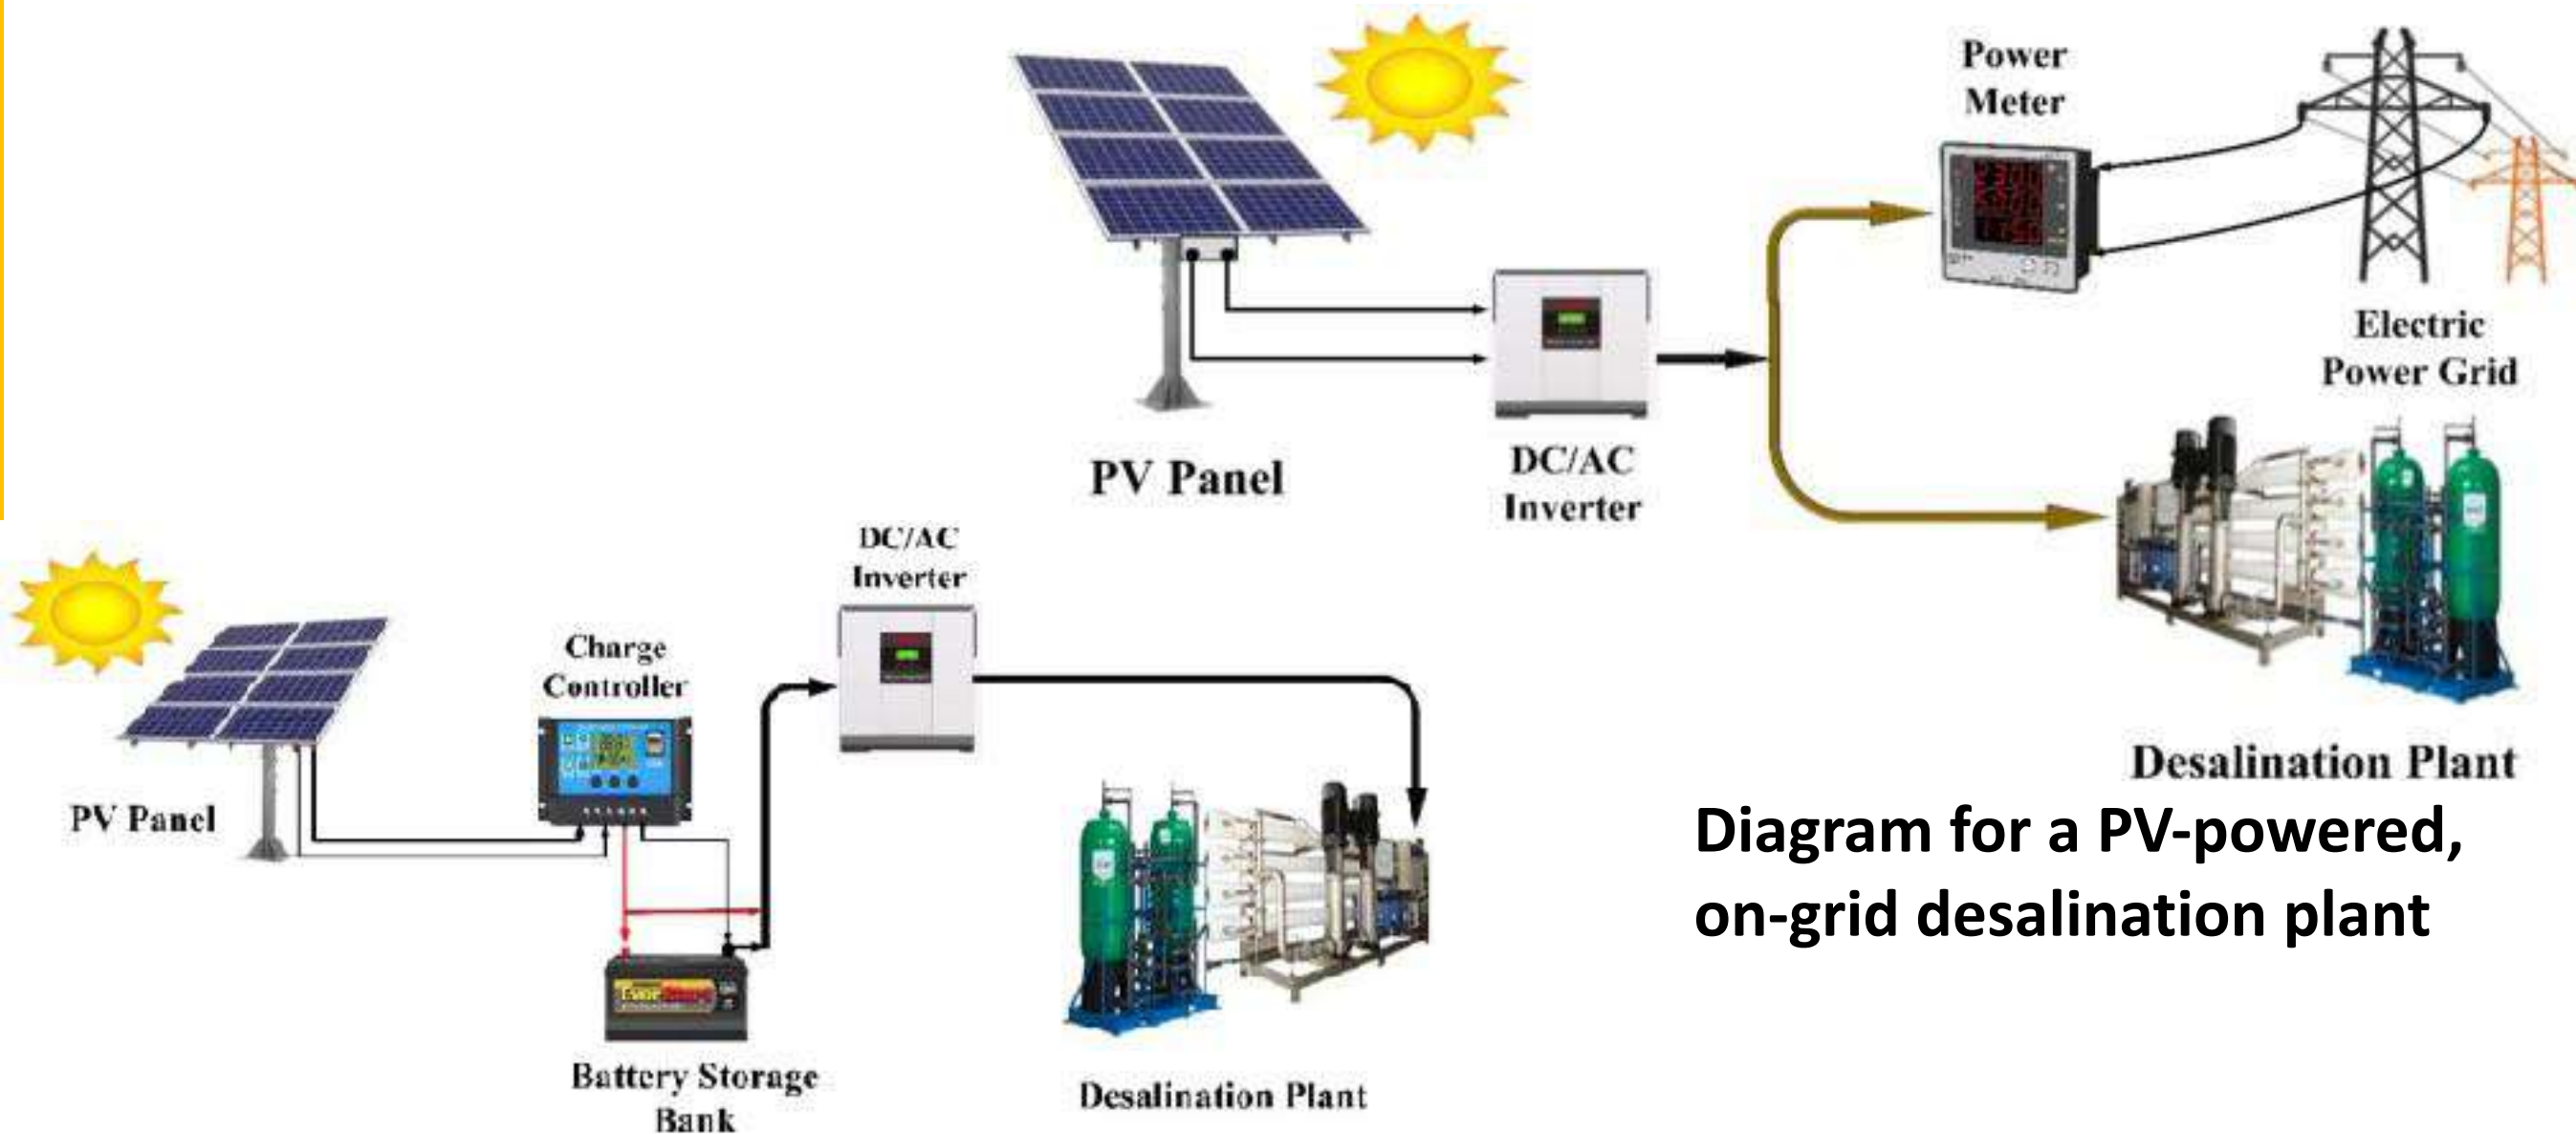 Power
Meter
Electric
Power Grid
PV Panel
DC/AC
Inverter
Desalination Plant
Diagram for a PV-powered,
on-grid desalination plant
DC/AC
Inverter
Charge
Controller
PV Panel
Battery Storage
Bank
Desalination Plant